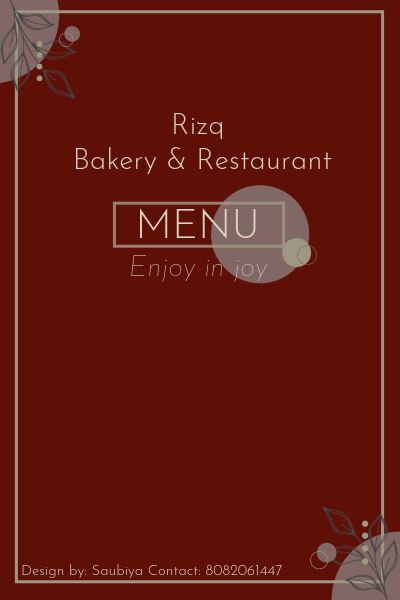 Rizq
Bakery & Restaurant
MENU
Enjoy in joy
Design by: Saubiya Contact: 8082061447